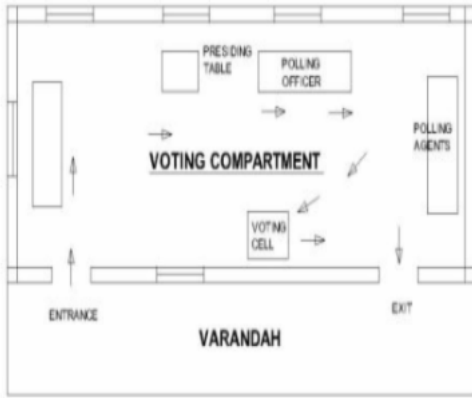 PRESIDING
TABLE
POLLING
OFFICER
POLLING
AGENTS
VOTING COMPARTMENT
VOTING
CELL
ENTRANCE
EXIT
VARANDAH